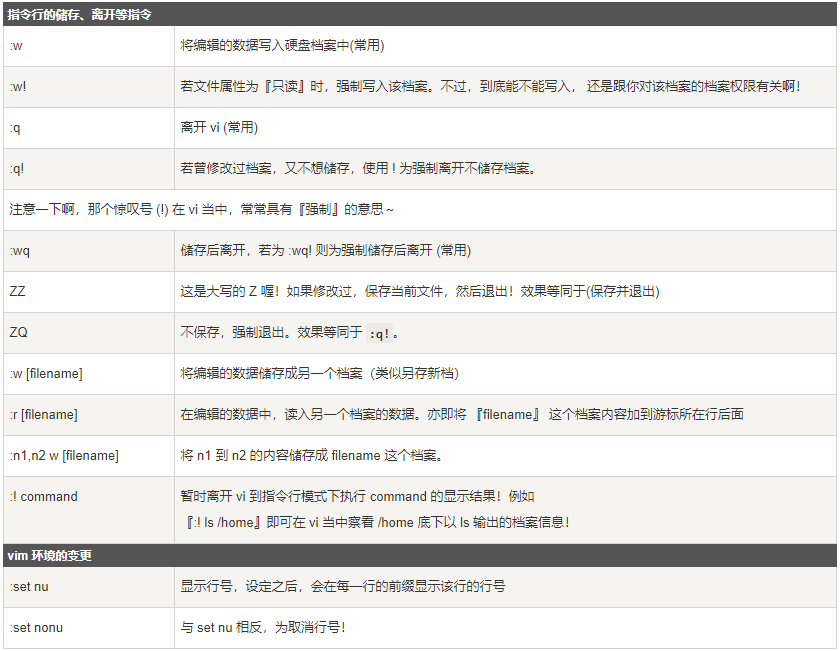 指令行的储存、离开等指令
:w 将编辑的数据写入硬盘档案中(常用)
:w! 若文件属性为『只读』时，强制写入该档案。不过，到底能不能写入， 还是跟你对该档案的档案权限有关啊！
:q 离开 vi (常用)
:q! 若曾修改过档案，又不想储存，使用 ! 为强制离开不储存档案。
注意一下啊，那个惊叹号 (!) 在 vi 当中，常常具有『强制』的意思～
:wq 储存后离开，若为 :wq! 则为强制储存后离开 (常用)
ZZ 这是大写的 Z 喔！如果修改过，保存当前文件，然后退出！效果等同于(保存并退出)
ZQ 不保存，强制退出。效果等同于 :q!。
:w [filename] 将编辑的数据储存成另一个档案（类似另存新档）
:r [filename] 在编辑的数据中，读入另一个档案的数据。亦即将 『filename』 这个档案内容加到游标所在行后面
:n1,n2 w [filename] 将 n1 到 n2 的内容储存成 filename 这个档案。
:! command 暂时离开 vi 到指令行模式下执行 command 的显示结果！例如
『:! ls /home』即可在 vi 当中察看 /home 底下以 ls 输出的档案信息！
vim 环境的变更
:set nu 显示行号，设定之后，会在每一行的前缀显示该行的行号
:set nonu 与 set nu 相反，为取消行号！